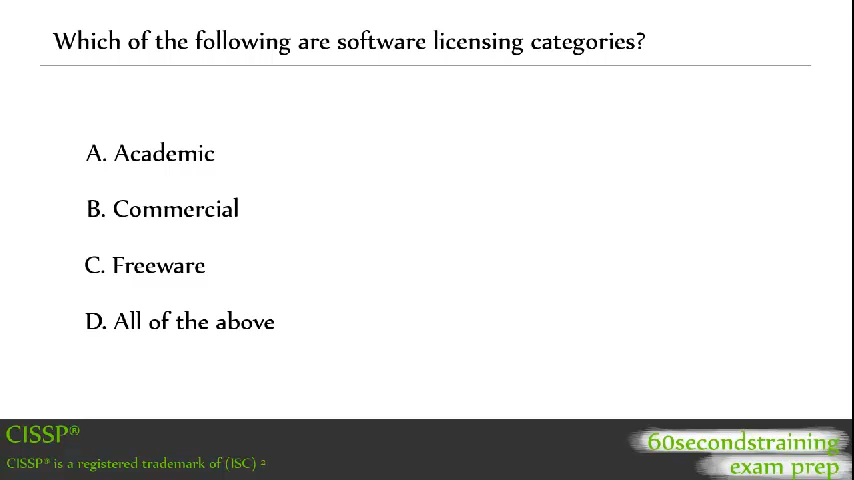 Which of the following are software licensing categories?
A. Academic
B. Commercial
C. Freeware
D. All of the above
CISSP®
CISSP® is a registered trademark of (ISC) ²
60secondstraining
exam prep